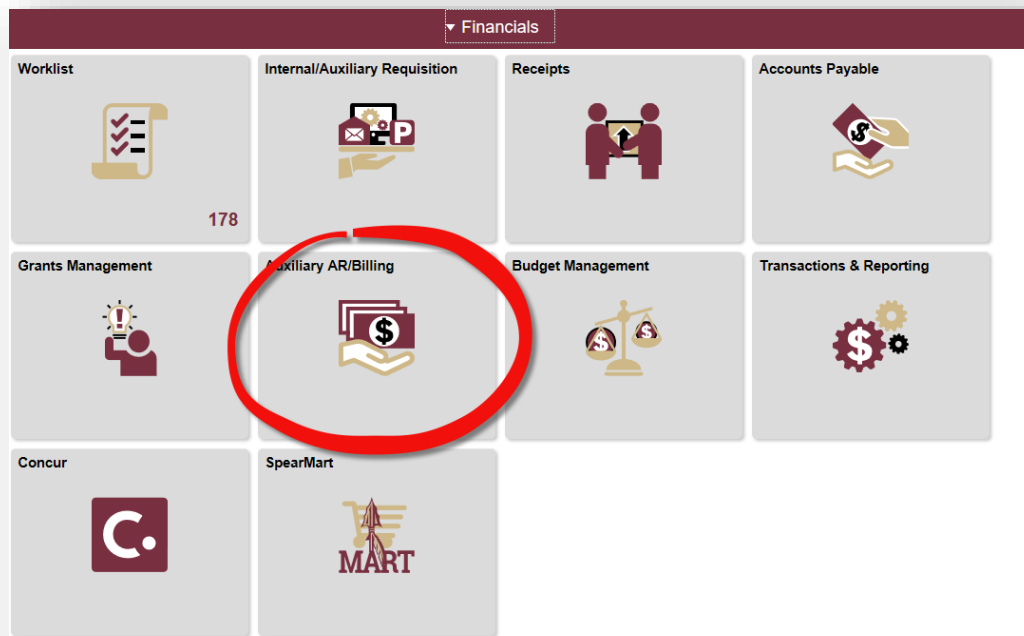 Financials
Worklist
178
Internal/Auxiliary Requisition
P
Receipts
Accounts Payable
$
Grants Management
!
Auxiliary AR/Billing
$
Budget Management
$ $
Transactions & Reporting
$
Concur
C.
SpearMart
MART